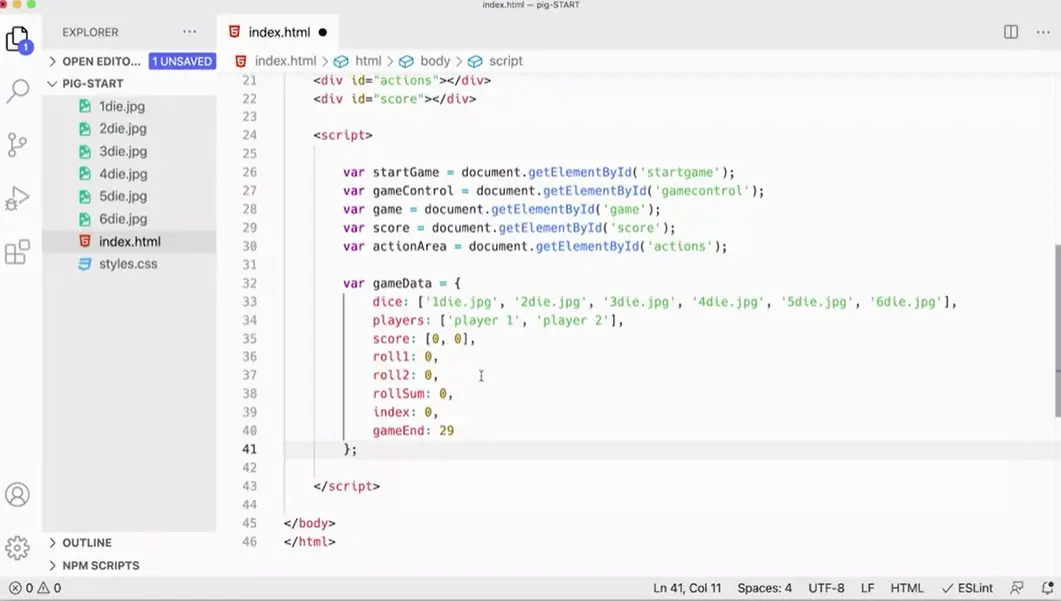 index.html — pig-START
EXPLORER ···
index.html ●
1
OPEN EDITO... 1 UNSAVED
index.html > html > body > script
PIG-START
1die.jpg
2die.jpg
3die.jpg
4die.jpg
5die.jpg
6die.jpg
index.html
styles.css
OUTLINE
NPM SCRIPTS
21 <div id="actions"></div>
22 <div id="score"></div>
23
24 <script>
25
26 var startGame = document.getElementById('startgame');
27 var gameControl = document.getElementById('gamecontrol');
28 var game = document.getElementById('game');
29 var score = document.getElementById('score');
30 var actionArea = document.getElementById('actions');
31
32 var gameData = {
33 dice: ['1die.jpg', '2die.jpg', '3die.jpg', '4die.jpg', '5die.jpg', '6die.jpg'],
34 players: ['player 1', 'player 2'],
35 score: [0, 0],
36 roll1: 0,
37 roll2: 0,
38 rollSum: 0,
39 index: 0,
40 gameEnd: 29
41 };
42
43 </script>
44
45 </body>
46 </html>
0 0 Ln 41, Col 11 Spaces: 4 UTF-8 LF HTML ✓ ESLint